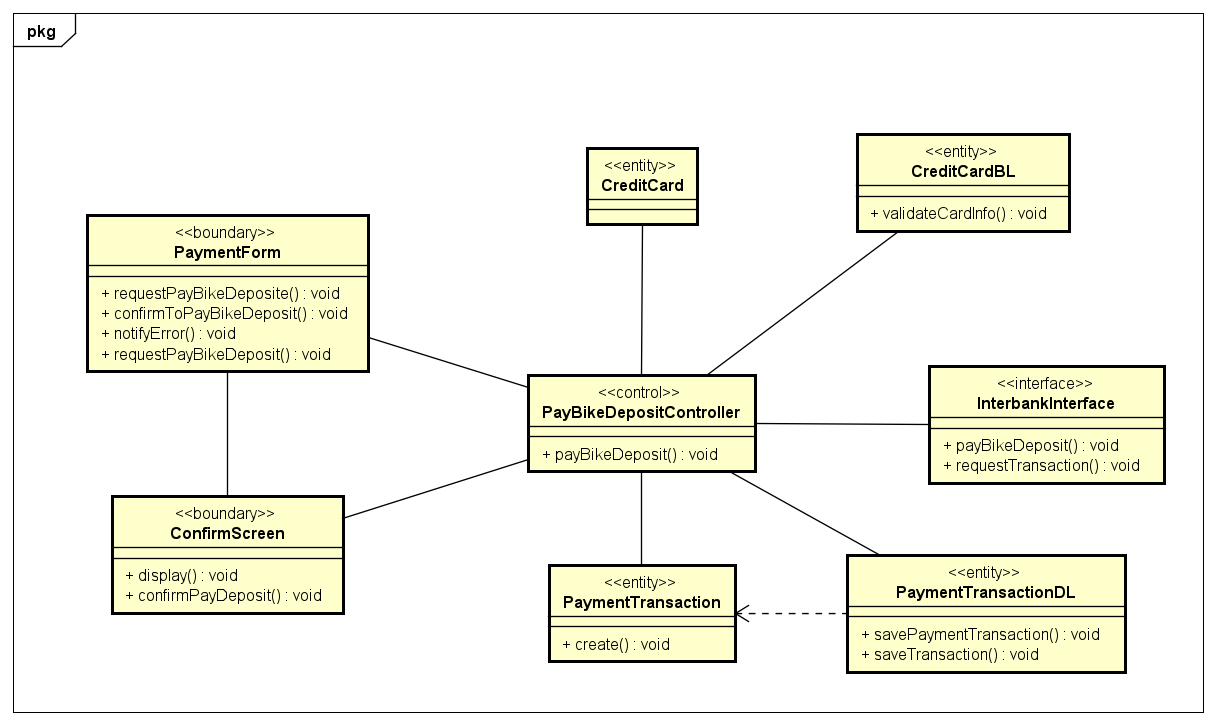 pkg
<<entity>>
CreditCard
<<entity>>
CreditCardBL
+ validateCardInfo() : void
<<boundary>>
PaymentForm
+ requestPayBikeDeposite() : void
+ confirmToPayBikeDeposit() : void
+ notifyError() : void
+ requestPayBikeDeposit() : void
<<control>>
PayBikeDepositController
+ payBikeDeposit() : void
<<interface>>
InterbankInterface
+ payBikeDeposit() : void
+ requestTransaction() : void
<<boundary>>
ConfirmScreen
+ display() : void
+ confirmPayDeposit() : void
<<entity>>
PaymentTransaction
+ create() : void
<<entity>>
PaymentTransactionDL
+ savePaymentTransaction() : void
+ saveTransaction() : void